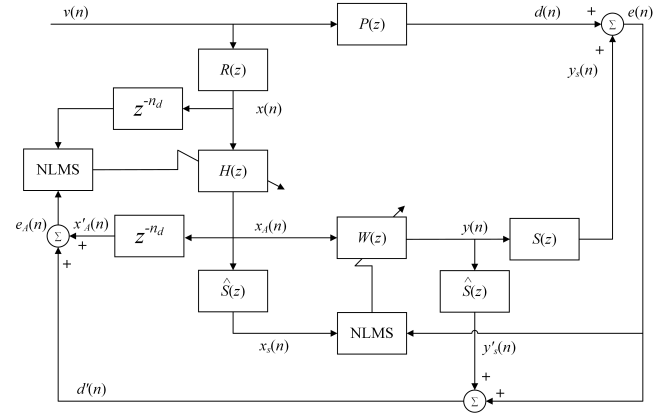 v(n)
P(z)
d(n)
+
Σ
e(n)
+
y_s(n)
R(z)
x(n)
z^{-n_d}
NLMS
H(z)
e_A(n)
x'_A(n)
Σ
+
+
z^{-n_d}
x_A(n)
W(z)
y(n)
S(z)
Ŝ(z)
Ŝ(z)
NLMS
x_s(n)
y'_s(n)
+
+
d'(n)
Σ